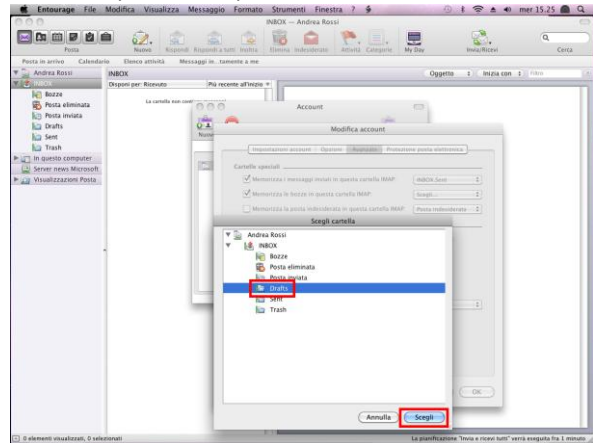 Entourage File Modifica Visualizza Messaggio Formato Strumenti Finestra ? mer 15.25
INBOX — Andrea Rossi
Posta
Nuovo Rispondi Rispondi a tutti Inoltra Elimina Indesiderato Attività Categorie My Day Invia/Ricevi Cerca
Posta in arrivo Calendario Elenco attività Messaggi in...tamente a me
Andrea Rossi
INBOX
Bozze
Posta eliminata
Posta inviata
Drafts
Sent
Trash
In questo computer
Server news Microsoft
Visualizzazioni Posta
INBOX
Oggetto Inizia con Filtro
Disponi per: Ricevuto Più recente all'inizio
La cartella non
Account
Modifica account
Impostazioni account Opzioni Avanzate Protezione posta elettronica
Cartelle speciali
Memorizza i messaggi inviati in questa cartella IMAP: INBOX.Sent
Memorizza le bozze in questa cartella IMAP: Scegli...
Memorizza la posta indesiderata in questa cartella IMAP: Posta indesiderata
Scegli cartella
Andrea Rossi
INBOX
Bozze
Posta eliminata
Posta inviata
Drafts
Sent
Trash
OK
Annulla Scegli
0 elementi visualizzati, 0 selezionati
La pianificazione "Invia e ricevi tutti" verrà eseguita fra 1 minuto